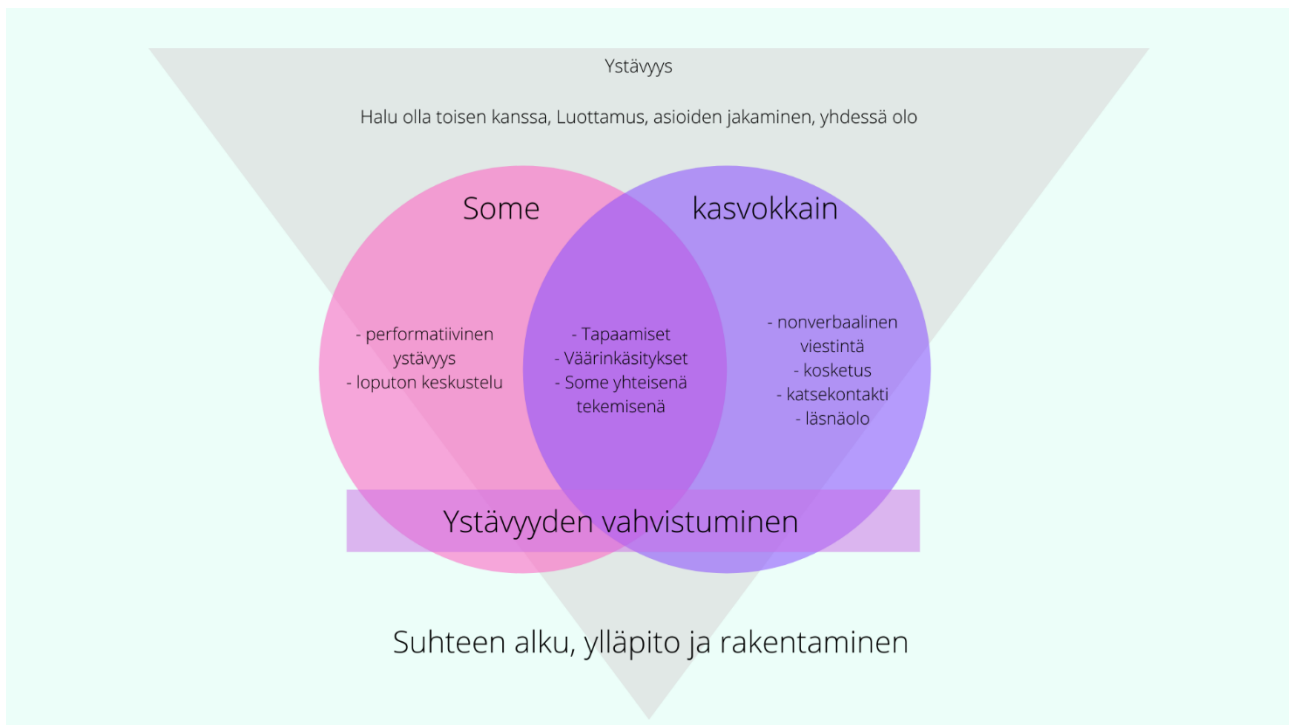 Ystävyys
Halu olla toisen kanssa, Luottamus, asioiden jakaminen, yhdessä olo
Some
kasvokkain
- performatiivinen
ystävyys
- loputon keskustelu
- Tapaamiset
- Väärinkäsitykset
- Some yhteisenä
tekemisenä
- nonverbaalinen
viestintä
- kosketus
- katsekontakti
- läsnäolo
Ystävyyden vahvistuminen
Suhteen alku, ylläpito ja rakentaminen